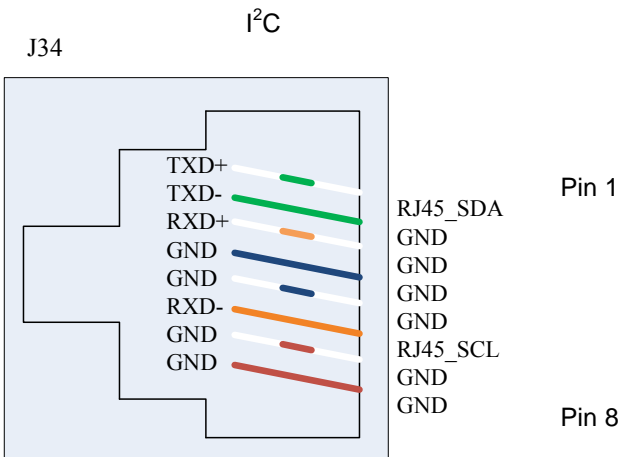 I²C
J34
TXD+
TXD-
RXD+
GND
GND
RXD-
GND
GND
RJ45_SDA
GND
GND
GND
GND
RJ45_SCL
GND
GND
Pin 1
Pin 8